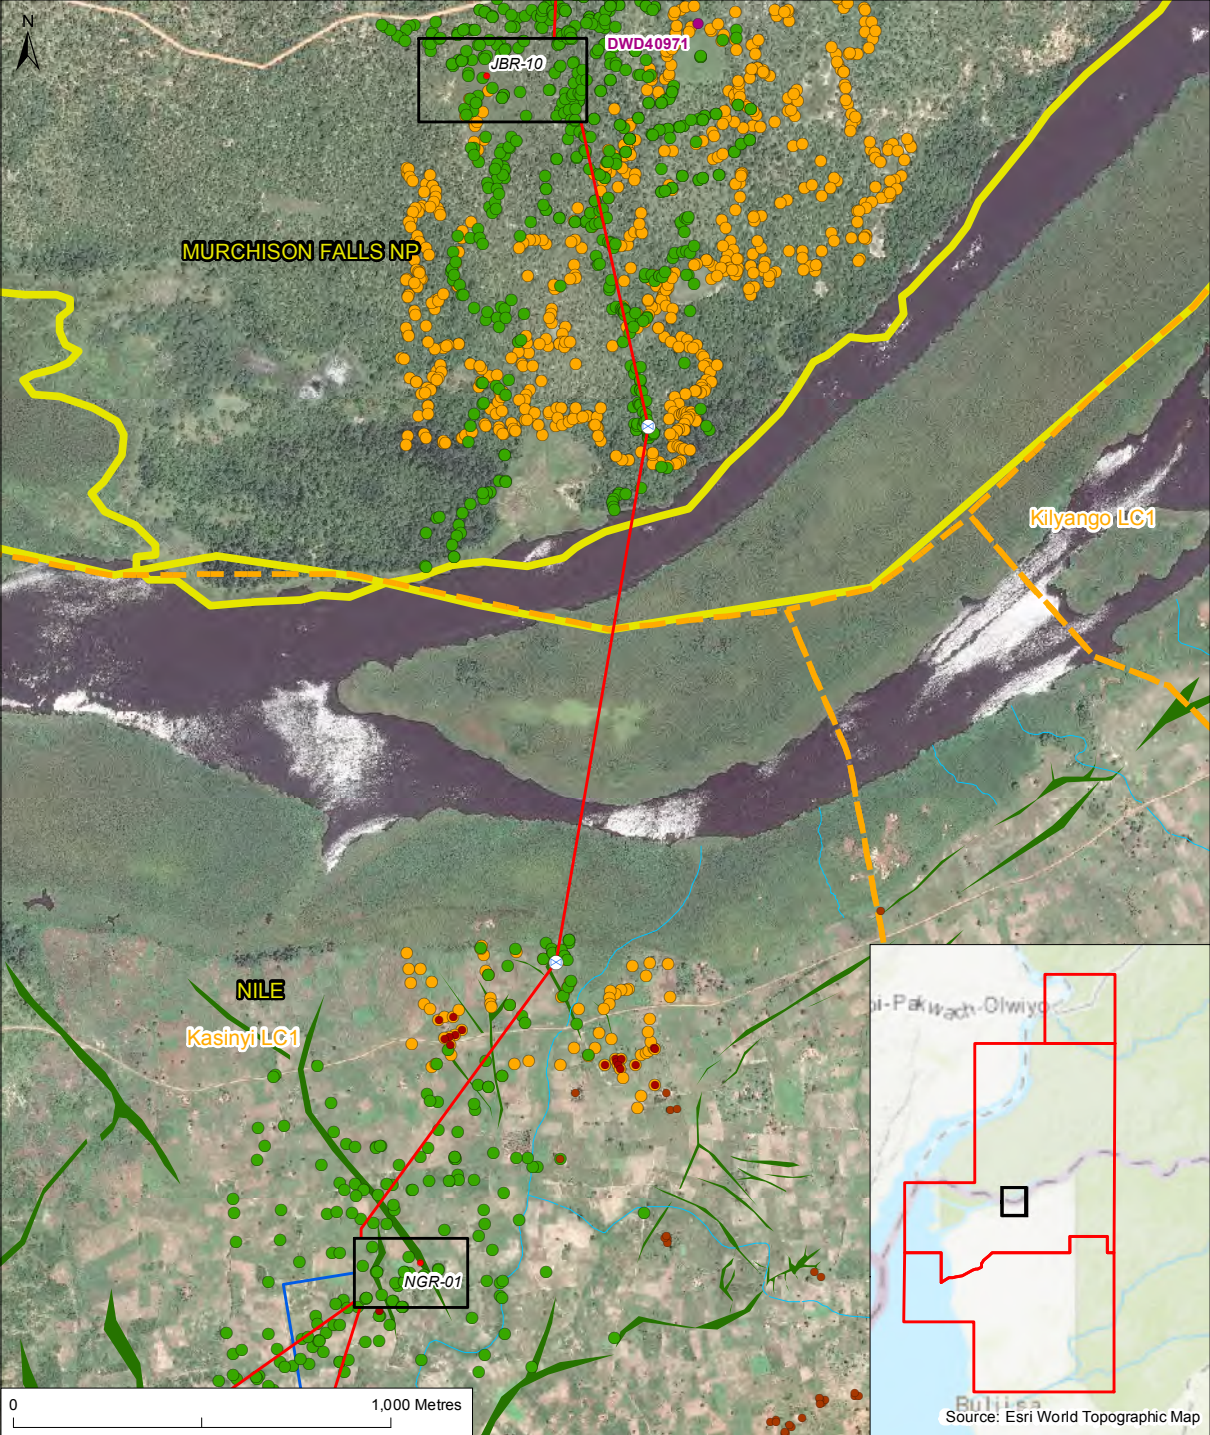 N
DWD40971
JBR-10
MURCHISON FALLS NP
Kilyango LC1
NILE
Kasinyi LC1
NGR-01
0
1,000 Metres
Pakwach-Olwiyo
Buliisa
Source: Esri World Topographic Map